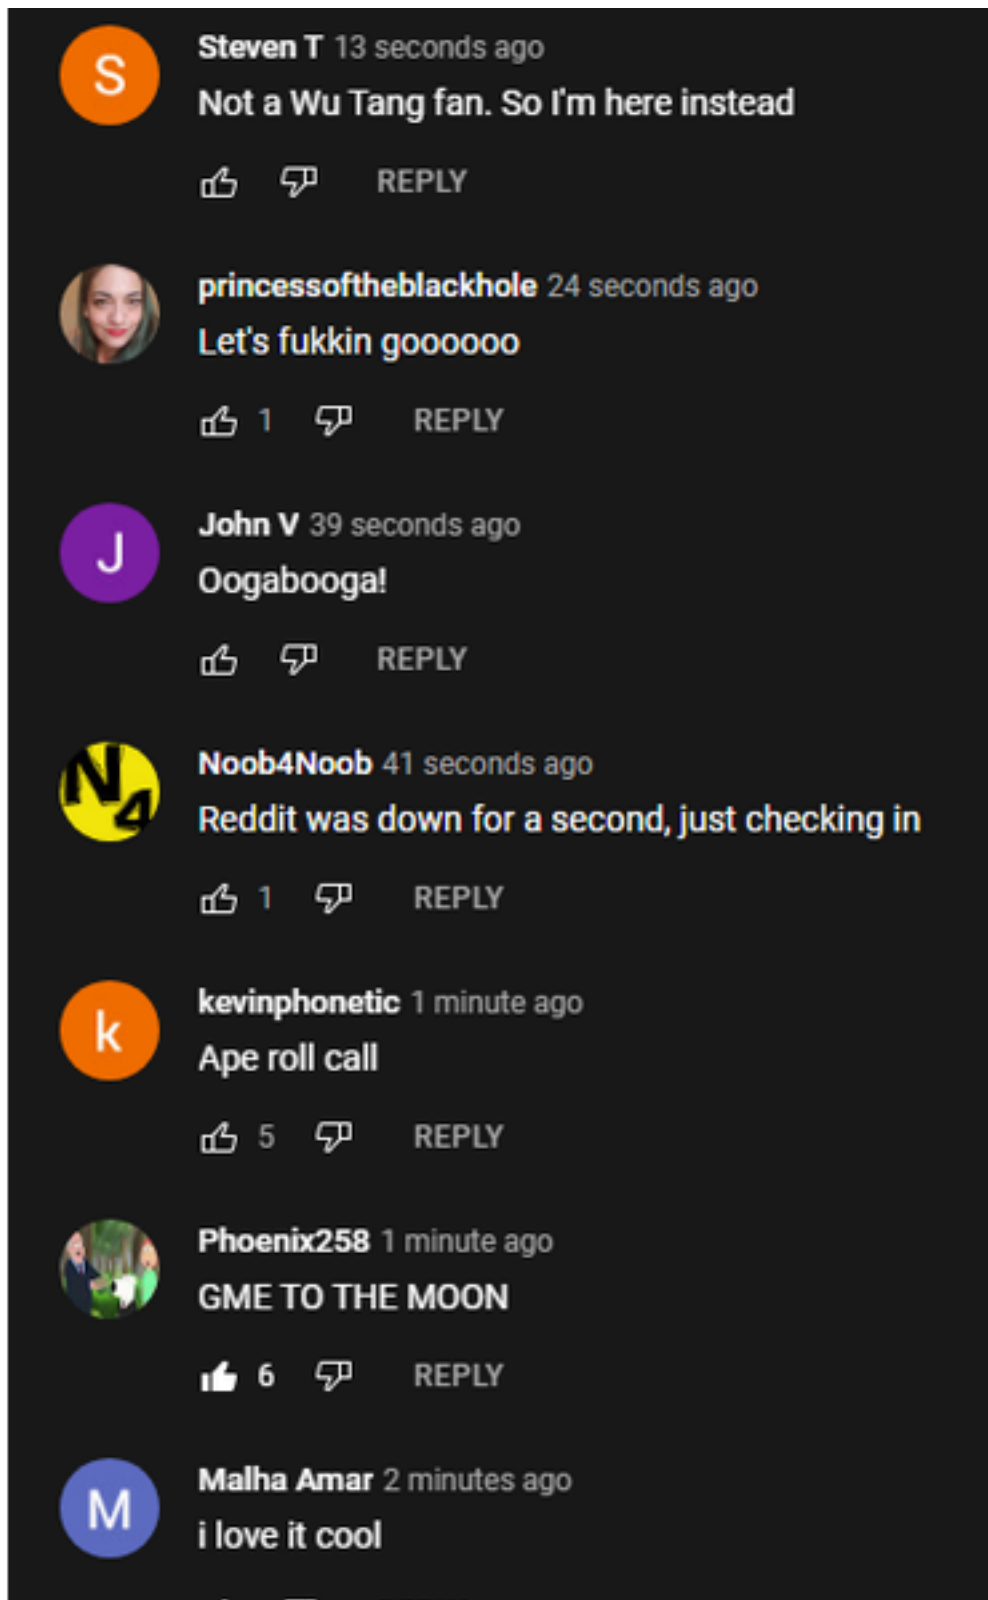 S
Steven T 13 seconds ago
Not a Wu Tang fan. So I'm here instead
REPLY
princessoftheblackhole 24 seconds ago
Let's fukkin goooooo
1 REPLY
J
John V 39 seconds ago
Oogabooga!
REPLY
N4
Noob4Noob 41 seconds ago
Reddit was down for a second, just checking in
1 REPLY
k
kevinphonetic 1 minute ago
Ape roll call
5 REPLY
Phoenix258 1 minute ago
GME TO THE MOON
6 REPLY
M
Malha Amar 2 minutes ago
i love it cool